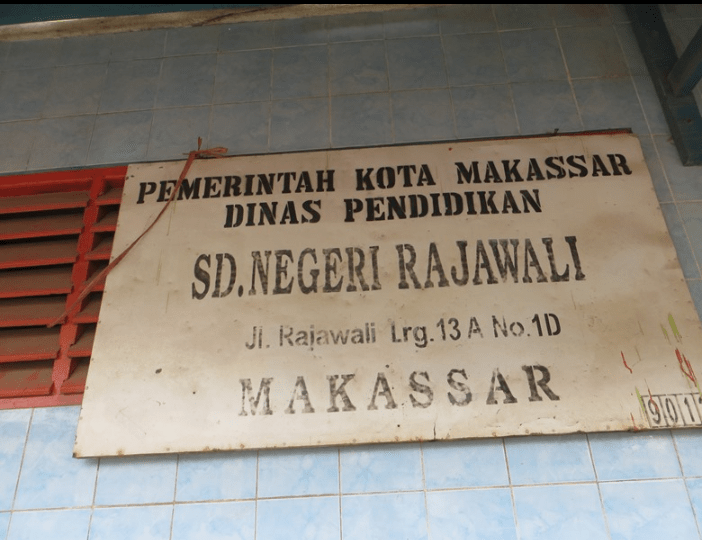 PEMERINTAH KOTA MAKASSAR
DINAS PENDIDIKAN
SD.NEGERI RAJAWALI
Jl. Rajawali Lrg.13 A No.1D
MAKASSAR